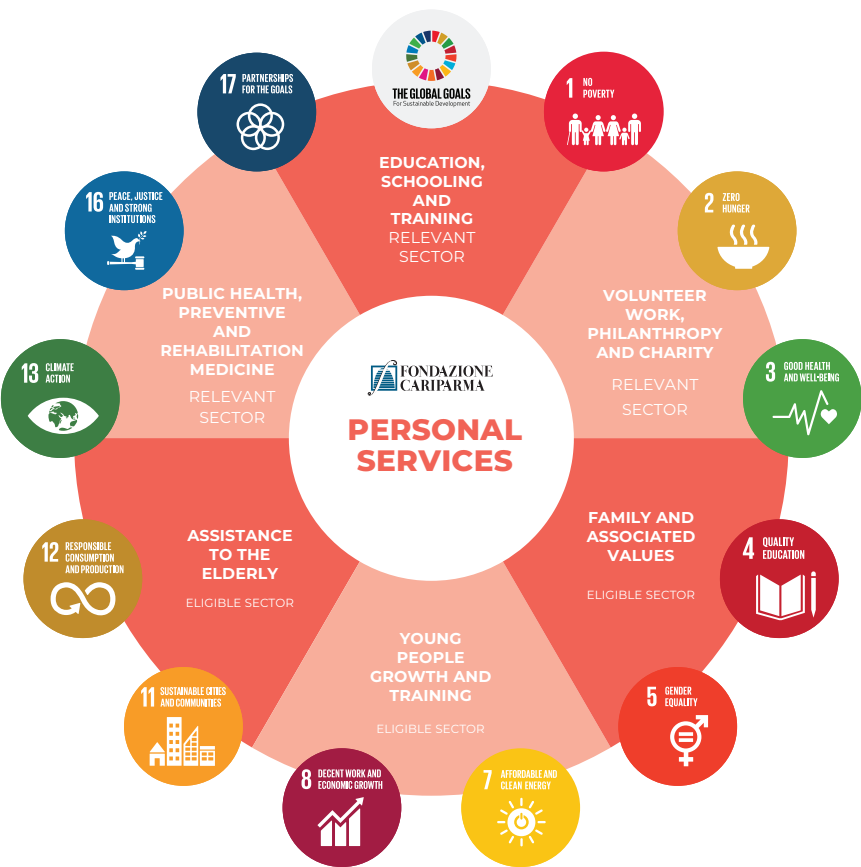 THE GLOBAL GOALS
For Sustainable Development
1 NO
POVERTY
2 ZERO
HUNGER
3 GOOD HEALTH
AND WELL-BEING
4 QUALITY
EDUCATION
5 GENDER
EQUALITY
7 AFFORDABLE AND
CLEAN ENERGY
8 DECENT WORK AND
ECONOMIC GROWTH
11 SUSTAINABLE CITIES
AND COMMUNITIES
12 RESPONSIBLE
CONSUMPTION
AND PRODUCTION
13 CLIMATE
ACTION
16 PEACE, JUSTICE
AND STRONG
INSTITUTIONS
17 PARTNERSHIPS
FOR THE GOALS
EDUCATION,
SCHOOLING
AND
TRAINING
RELEVANT
SECTOR
VOLUNTEER
WORK,
PHILANTHROPY
AND CHARITY
RELEVANT
SECTOR
FAMILY AND
ASSOCIATED
VALUES
ELIGIBLE SECTOR
YOUNG
PEOPLE
GROWTH AND
TRAINING
ELIGIBLE SECTOR
ASSISTANCE
TO THE
ELDERLY
ELIGIBLE SECTOR
PUBLIC HEALTH,
PREVENTIVE
AND
REHABILITATION
MEDICINE
RELEVANT
SECTOR
FONDAZIONE
CARIPARMA
PERSONAL
SERVICES